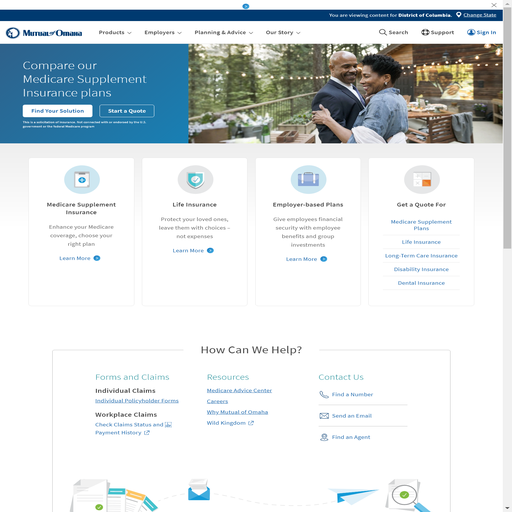 You are viewing content for District of Columbia. Change State
Mutual of Omaha
Products
Employers
Planning & Advice
Our Story
Search
Support
Sign In
Compare our
Medicare Supplement
Insurance plans
Find Your Solution
Start a Quote
This is a solicitation of insurance. Not connected with or endorsed by the U.S.
government or the federal Medicare program
Medicare Supplement
Insurance
Enhance your Medicare
coverage, choose your
right plan
Learn More
Life Insurance
Protect your loved ones,
leave them with choices –
not expenses
Learn More
Employer-based Plans
Give employees financial
security with employee
benefits and group
investments
Learn More
Get a Quote For
Medicare Supplement
Plans
Life Insurance
Long-Term Care Insurance
Disability Insurance
Dental Insurance
How Can We Help?
Forms and Claims
Individual Claims
Individual Policyholder Forms
Workplace Claims
Check Claims Status and
Payment History
Resources
Medicare Advice Center
Careers
Why Mutual of Omaha
Wild Kingdom
Contact Us
Find a Number
Send an Email
Find an Agent